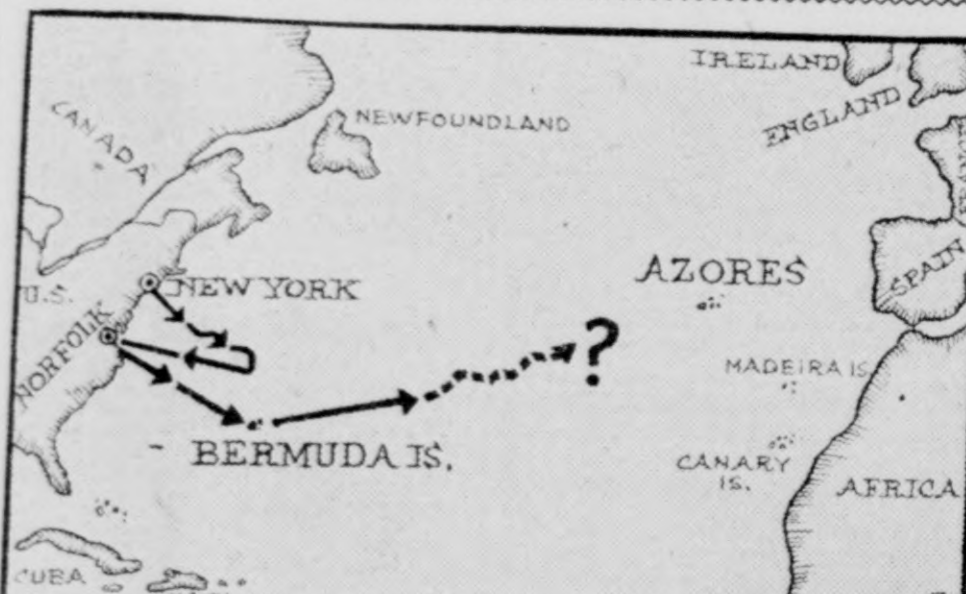 IRELAND
ENGLAND
CANADA
NEWFOUNDLAND
SPAIN
AZORES
U.S.
NEW YORK
NORFOLK
?
MADEIRA IS.
BERMUDA IS.
CANARY
IS.
AFRICA
CUBA